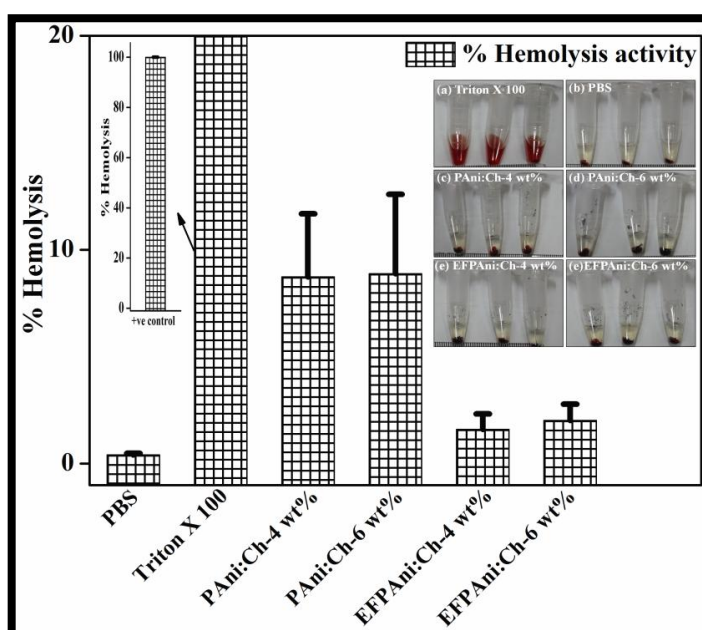 20
10
0
% Hemolysis
% Hemolysis activity
100
80
60
40
20
0
% Hemolysis
+ve control
(a) Triton X 100
(b) PBS
(c) PAni:Ch-4 wt%
(d) PAni:Ch-6 wt%
(e) EFPAni:Ch-4 wt%
(e)EFPAni:Ch-6 wt%
PBS
Triton X 100
PAni:Ch-4 wt%
PAni:Ch-6 wt%
EFPAni:Ch-4 wt%
EFPAni:Ch-6 wt%